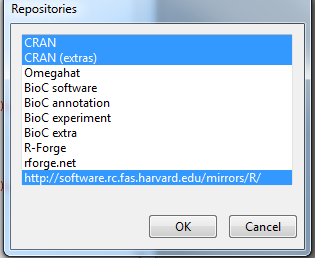 Repositories
CRAN
CRAN (extras)
Omegahat
BioC software
BioC annotation
BioC experiment
BioC extra
R-Forge
rforge.net
http://software.rc.fas.harvard.edu/mirrors/R/
OK
Cancel
)
)